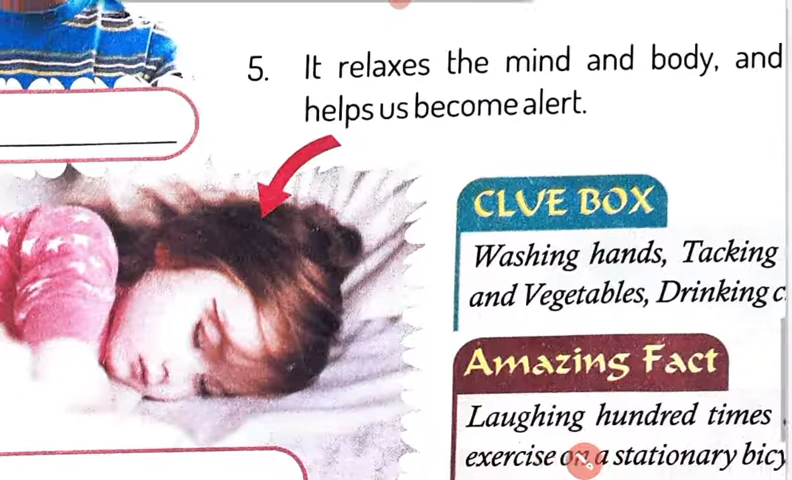 5. It relaxes the mind and body, and
helps us become alert.
CLUE BOX
Washing hands, Tacking
and Vegetables, Drinking
Amazing Fact
Laughing hundred times
exercise on a stationary